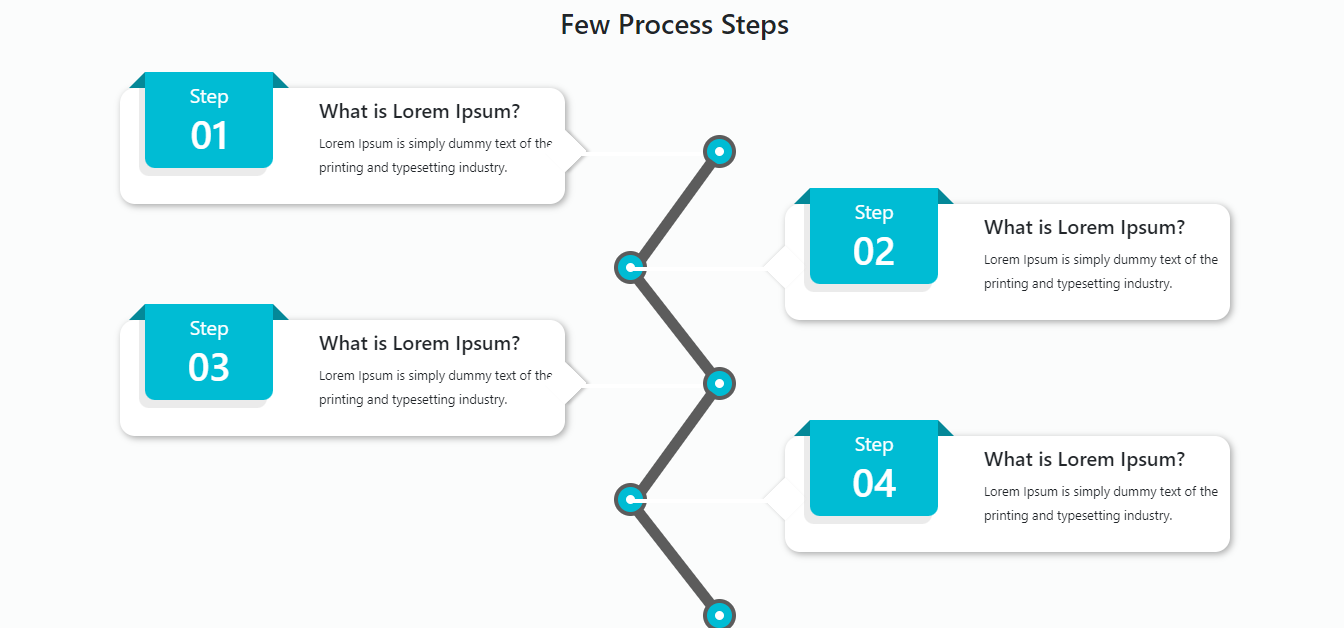 Few Process Steps
Step
01
What is Lorem Ipsum?
Lorem Ipsum is simply dummy text of the
printing and typesetting industry.
Step
02
What is Lorem Ipsum?
Lorem Ipsum is simply dummy text of the
printing and typesetting industry.
Step
03
What is Lorem Ipsum?
Lorem Ipsum is simply dummy text of the
printing and typesetting industry.
Step
04
What is Lorem Ipsum?
Lorem Ipsum is simply dummy text of the
printing and typesetting industry.